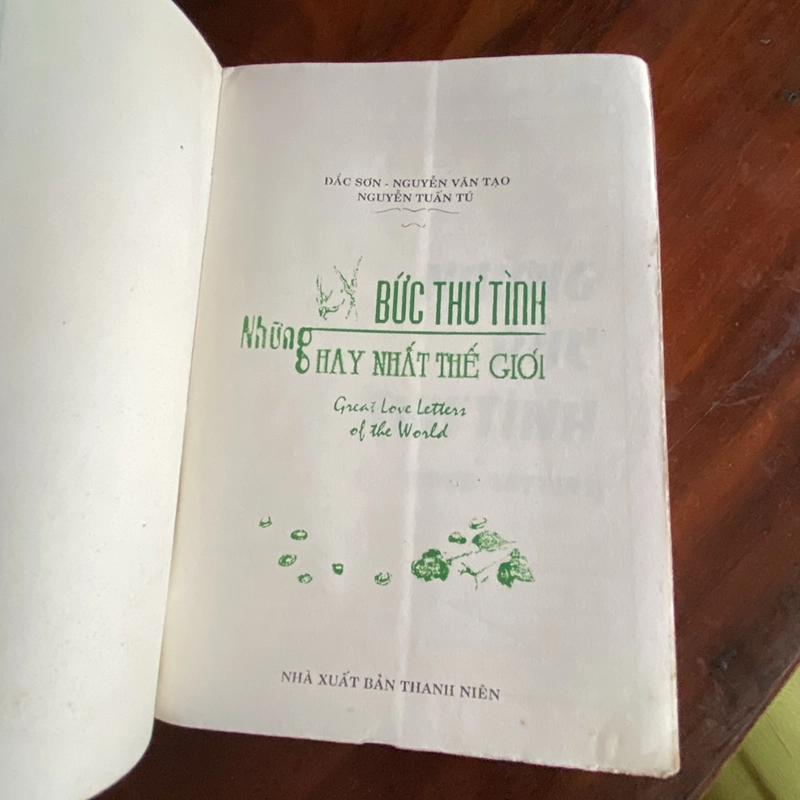 ĐẮC SƠN - NGUYỄN VĂN TẠO
NGUYỄN TUẤN TÚ
Những
BỨC THƯ TÌNH
HAY NHẤT THẾ GIỚI
Great Love Letters
of the World
NHÀ XUẤT BẢN THANH NIÊN